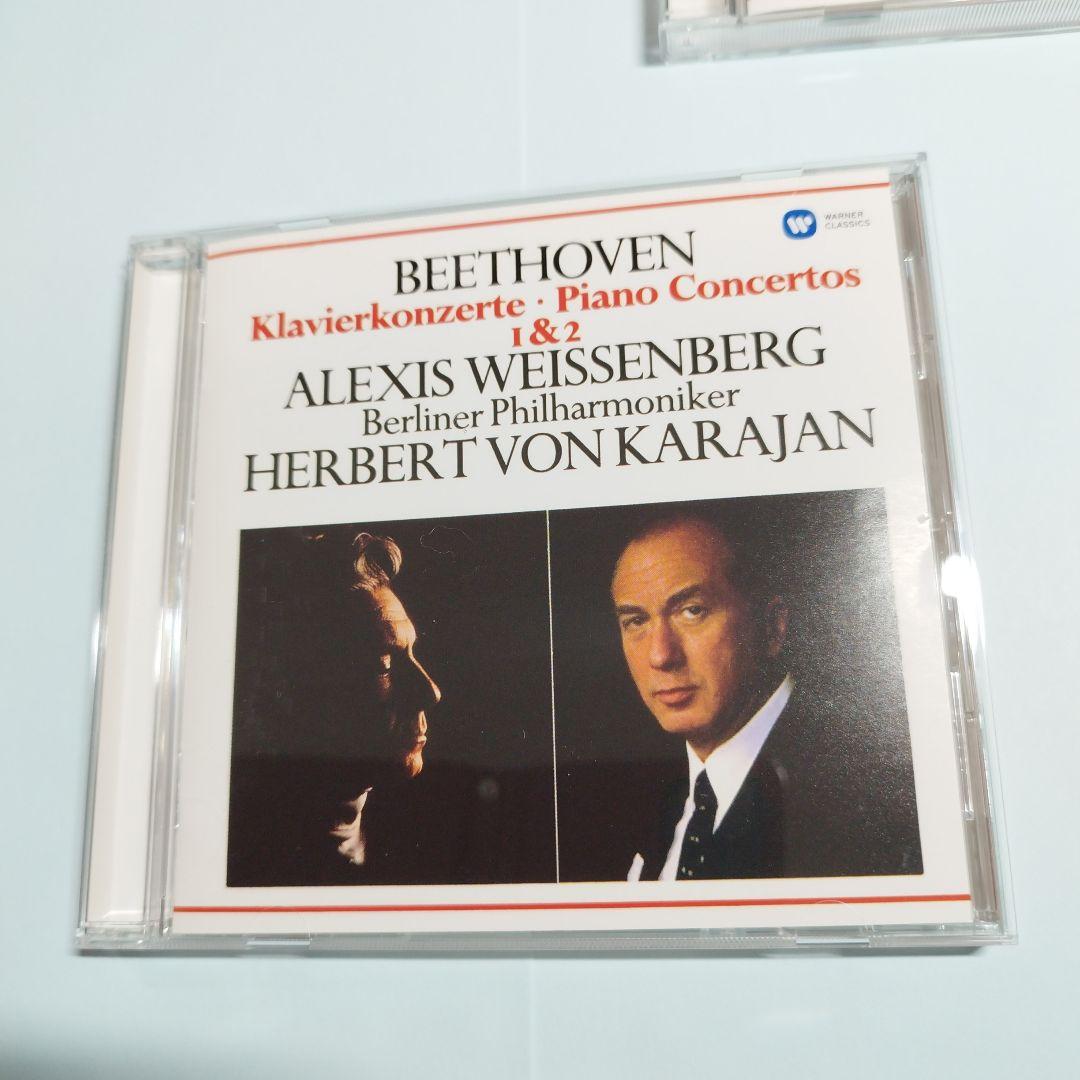 WARNER
CLASSICS
BEETHOVEN
Klavierkonzerte · Piano Concertos
1 & 2
ALEXIS WEISSENBERG
Berliner Philharmoniker
HERBERT VON KARAJAN